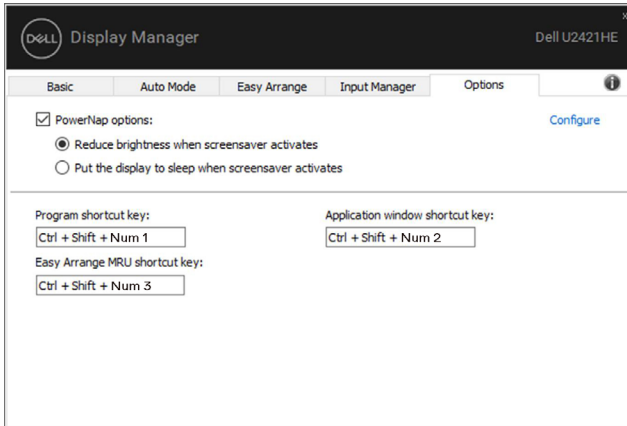 DELL Display Manager
Dell U2421HE
x
Basic Auto Mode Easy Arrange Input Manager Options
PowerNap options:
Configure
Reduce brightness when screensaver activates
Put the display to sleep when screensaver activates
Program shortcut key:
Application window shortcut key:
Ctrl + Shift + Num 1
Ctrl + Shift + Num 2
Easy Arrange MRU shortcut key:
Ctrl + Shift + Num 3